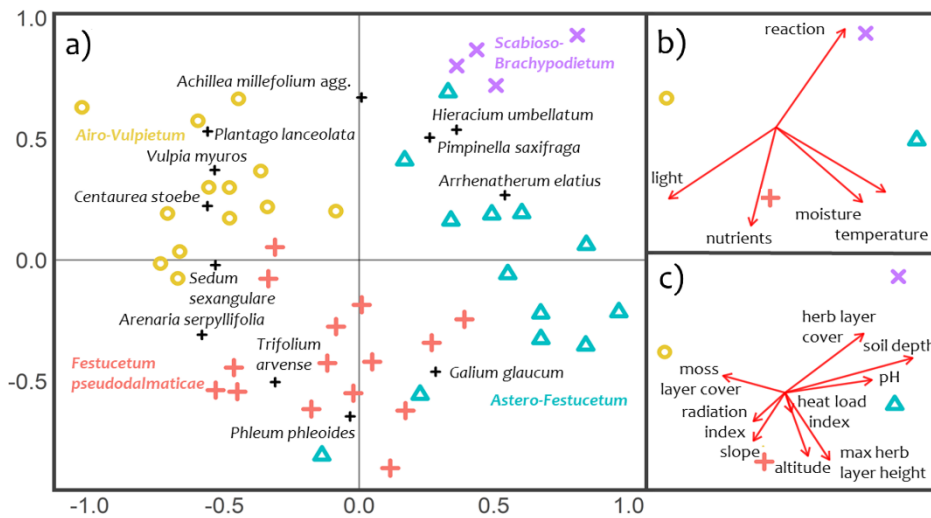 a)
1.0
0.5
0.0
-0.5
-1.0
-0.5
0.0
0.5
1.0
Scabioso-
Brachypodietum
Achillea millefolium agg.
Airo-Vulpietum
Plantago lanceolata
Hieracium umbellatum
Pimpinella saxifraga
Vulpia myuros
Centaurea stoebe
Arrhenatherum elatius
Sedum
sexangulare
Arenaria serpyllifolia
Festucetum
pseudodalmaticae
Trifolium
arvense
Galium glaucum
Astero-Festucetum
Phleum phleoides
b)
reaction
light
nutrients
moisture
temperature
c)
herb layer
cover
soil depth
moss
layer cover
pH
radiation
index
heat load
index
slope
altitude
max herb
layer height